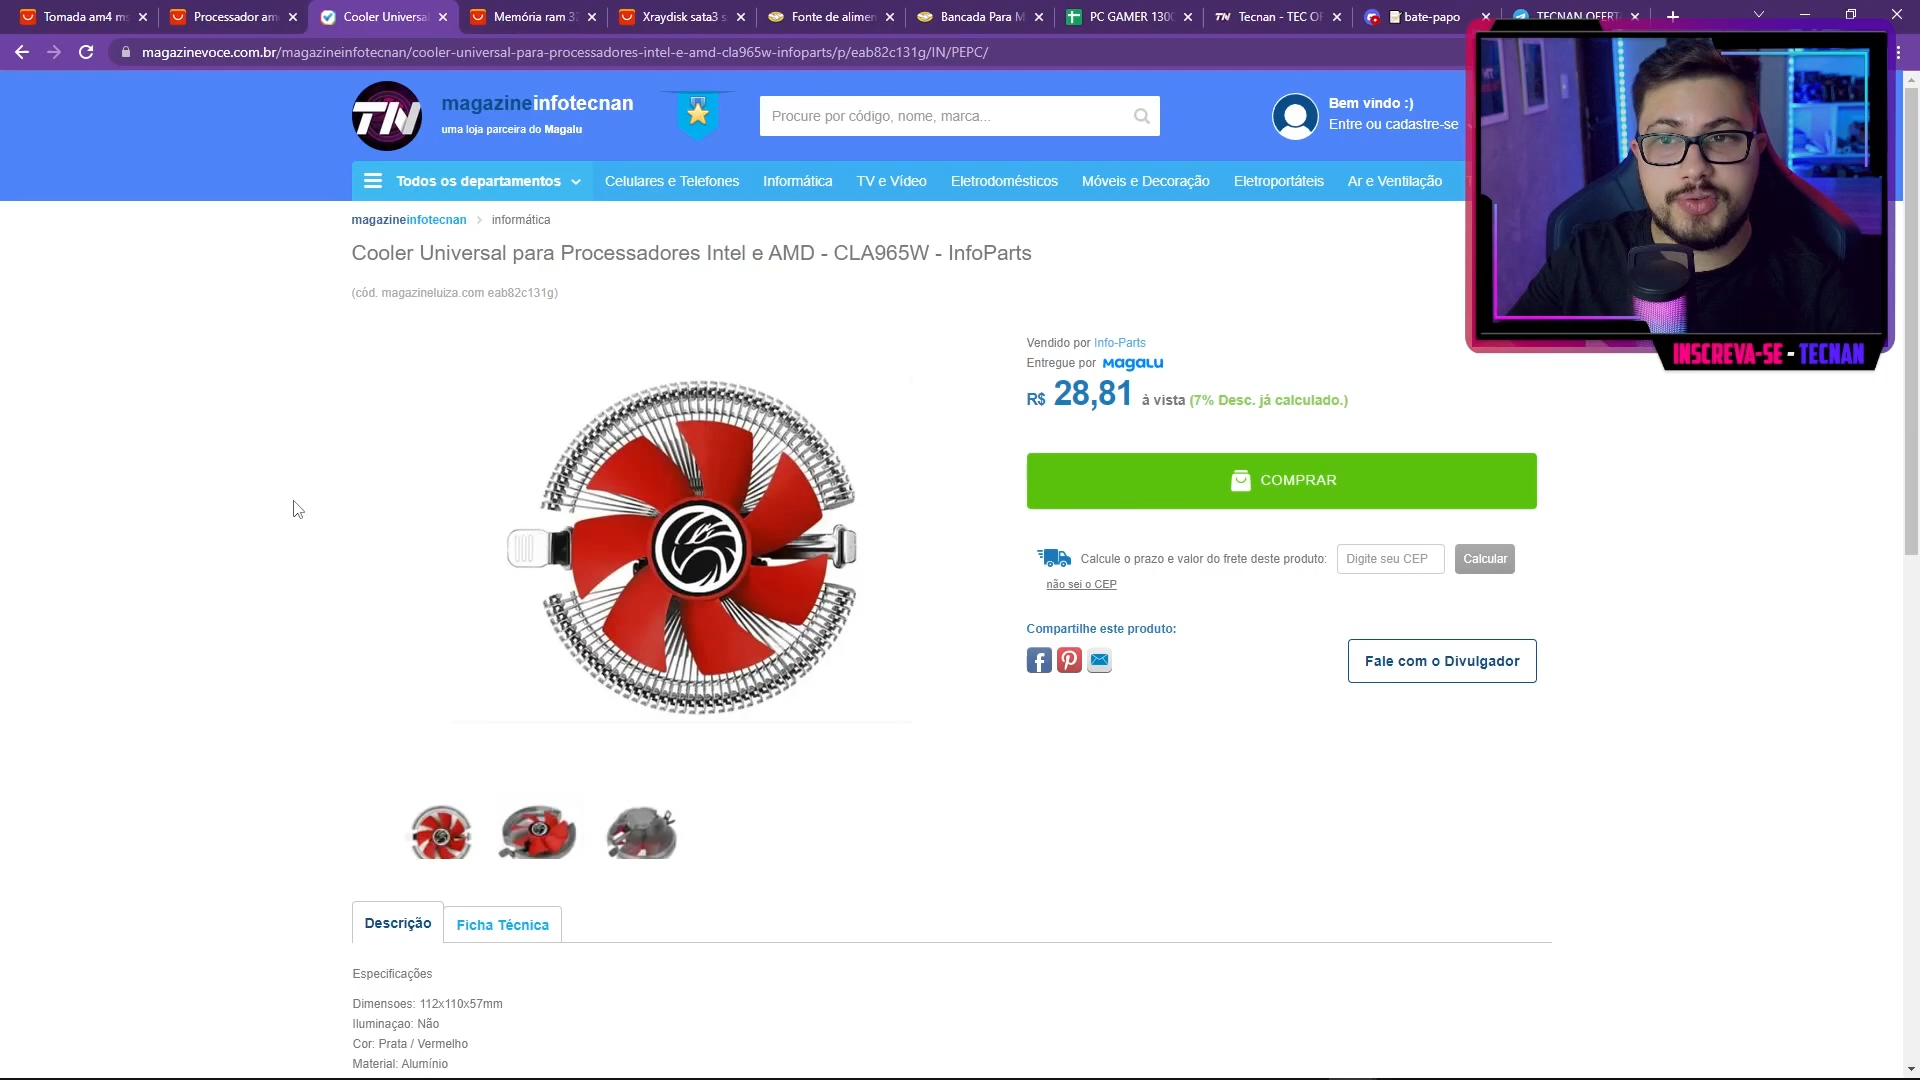 Tomada am4 ms
Processador am
Cooler Universal
Memória ram 32
Xraydisk sata3 s
Fonte de alimen
Bancada Para M
PC GAMER 1300
Tecnan - TEC OF
bate-papo
TECNAN OFERT
magazinevoce.com.br/magazineinfotecnan/cooler-universal-para-processadores-intel-e-amd-cla965w-infoparts/p/eab82c131g/IN/PEPC/
TN
magazineinfotecnan
uma loja parceira do Magalu
Procure por código, nome, marca...
Bem vindo :)
Entre ou cadastre-se
Todos os departamentos
Celulares e Telefones
Informática
TV e Vídeo
Eletrodomésticos
Móveis e Decoração
Eletroportáteis
Ar e Ventilação
magazineinfotecnan > informática
Cooler Universal para Processadores Intel e AMD - CLA965W - InfoParts
(cód. magazineluiza.com eab82c131g)
INSCREVA-SE - TECNAN
Vendido por Info-Parts
Entregue por Magalu
R$ 28,81 à vista (7% Desc. já calculado.)
COMPRAR
Calcule o prazo e valor do frete deste produto:
Digite seu CEP
Calcular
não sei o CEP
Compartilhe este produto:
Fale com o Divulgador
Descrição
Ficha Técnica
Especificações
Dimensoes: 112x110x57mm
Iluminaçao: Não
Cor: Prata / Vermelho
Material: Alumínio